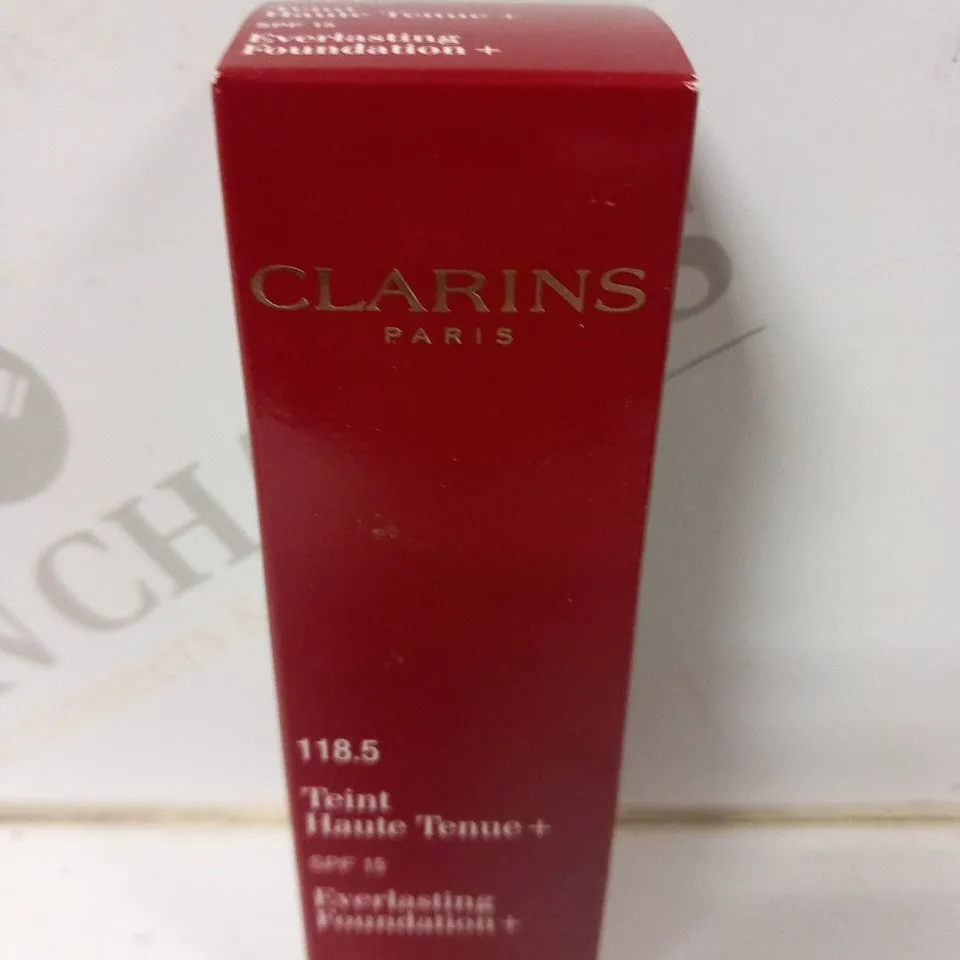 Teint
Haute Tenue +
SPF 15
Everlasting
Foundation +
CLARINS
PARIS
118.5
Teint
Haute Tenue +
SPF 15
Everlasting
Foundation +